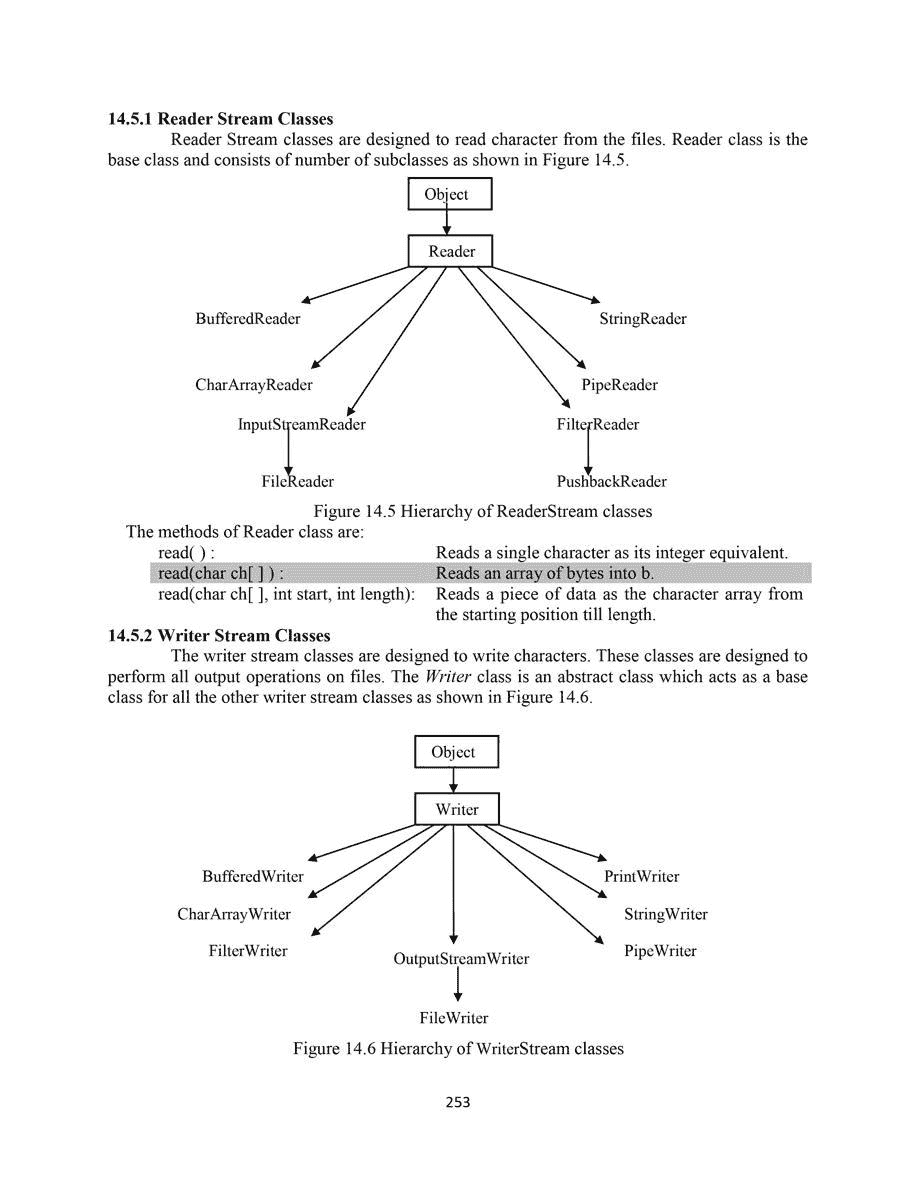 14.5.1 Reader Stream Classes
Reader Stream classes are designed to read character from the files. Reader class is the
base class and consists of number of subclasses as shown in Figure 14.5.
Object
Reader
BufferedReader
StringReader
CharArrayReader
PipeReader
InputStreamReader
FilterReader
FileReader
PushbackReader
Figure 14.5 Hierarchy of ReaderStream classes
The methods of Reader class are:
read( ) : Reads a single character as its integer equivalent.
read(char ch[ ] ) : Reads an array of bytes into b.
read(char ch[ ], int start, int length): Reads a piece of data as the character array from
the starting position till length.
14.5.2 Writer Stream Classes
The writer stream classes are designed to write characters. These classes are designed to
perform all output operations on files. The Writer class is an abstract class which acts as a base
class for all the other writer stream classes as shown in Figure 14.6.
Object
Writer
BufferedWriter
PrintWriter
CharArrayWriter
StringWriter
FilterWriter
PipeWriter
OutputStreamWriter
FileWriter
Figure 14.6 Hierarchy of WriterStream classes
253